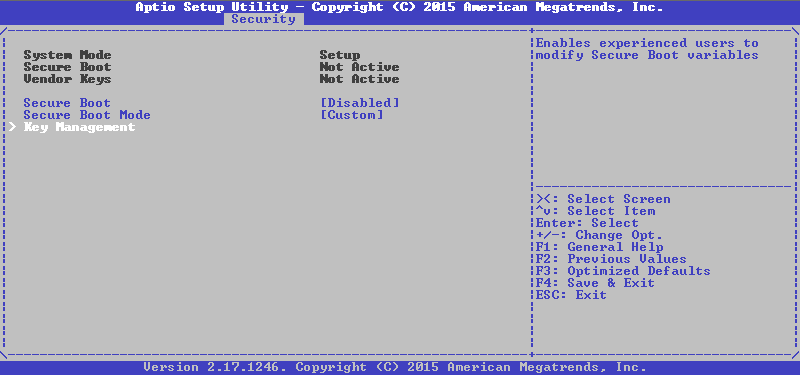 Aptio Setup Utility – Copyright (C) 2015 American Megatrends, Inc.
Security
System Mode Setup
Secure Boot Not Active
Vendor Keys Not Active
Secure Boot [Disabled]
Secure Boot Mode [Custom]
> Key Management
Enables experienced users to
modify Secure Boot variables
><: Select Screen
^v: Select Item
Enter: Select
+/-: Change Opt.
F1: General Help
F2: Previous Values
F3: Optimized Defaults
F4: Save & Exit
ESC: Exit
Version 2.17.1246. Copyright (C) 2015 American Megatrends, Inc.